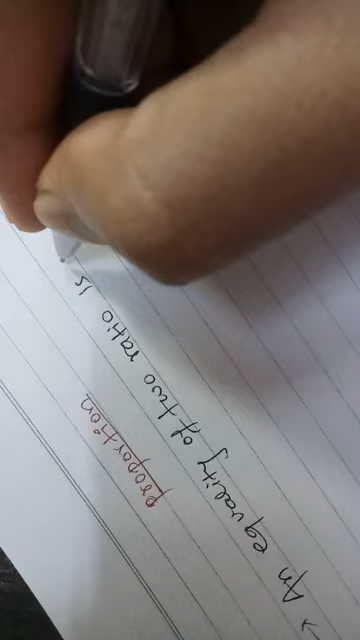 proportion
→ An equality of two ratio is